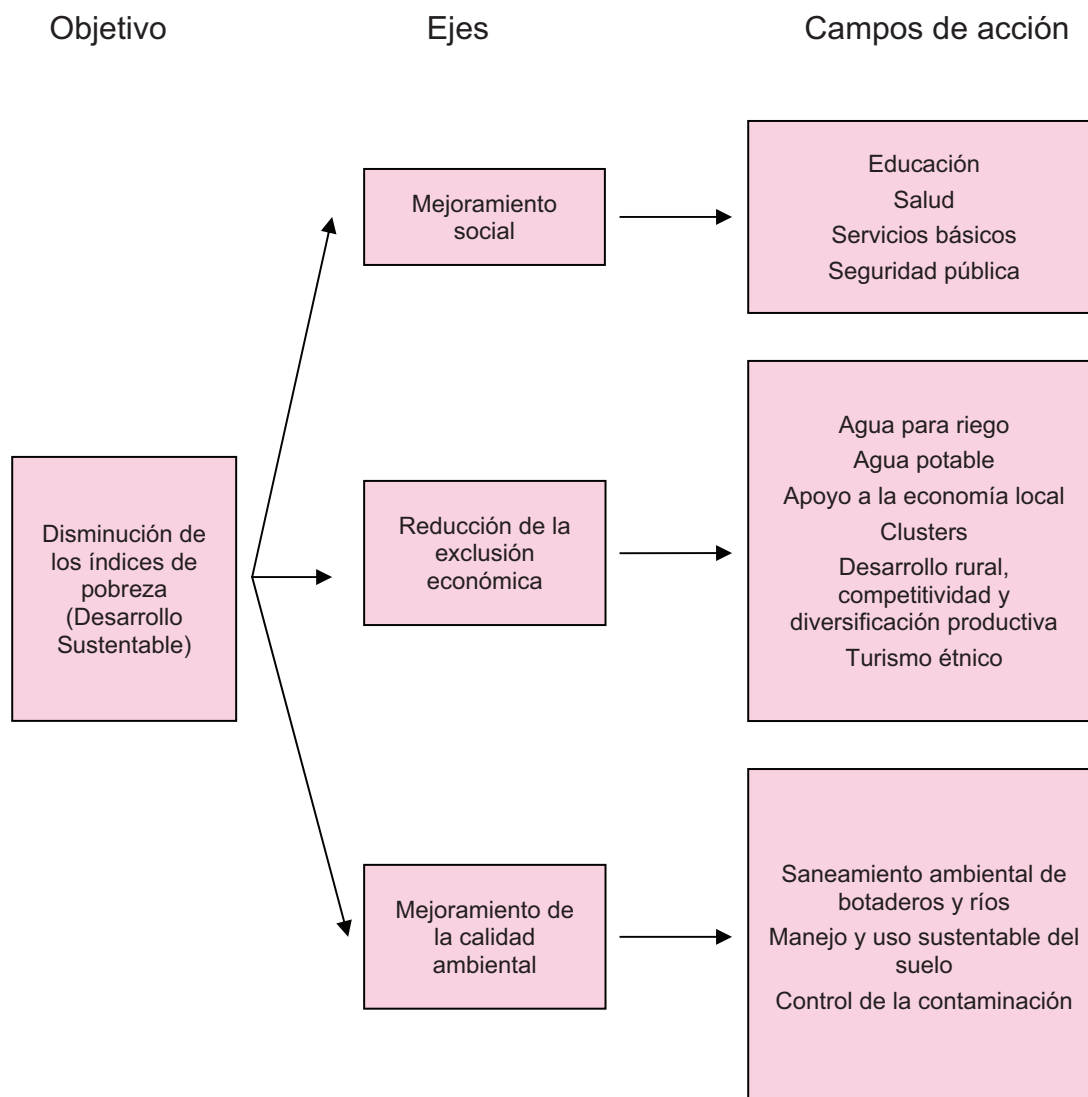 Objetivo
Ejes
Campos de acción
Disminución de
los índices de
pobreza
(Desarrollo
Sustentable)
Mejoramiento
social
Educación
Salud
Servicios básicos
Seguridad pública
Reducción de la
exclusión
económica
Agua para riego
Agua potable
Apoyo a la economía local
Clusters
Desarrollo rural,
competitividad y
diversificación productiva
Turismo étnico
Mejoramiento de
la calidad
ambiental
Saneamiento ambiental de
botaderos y ríos
Manejo y uso sustentable del
suelo
Control de la contaminación